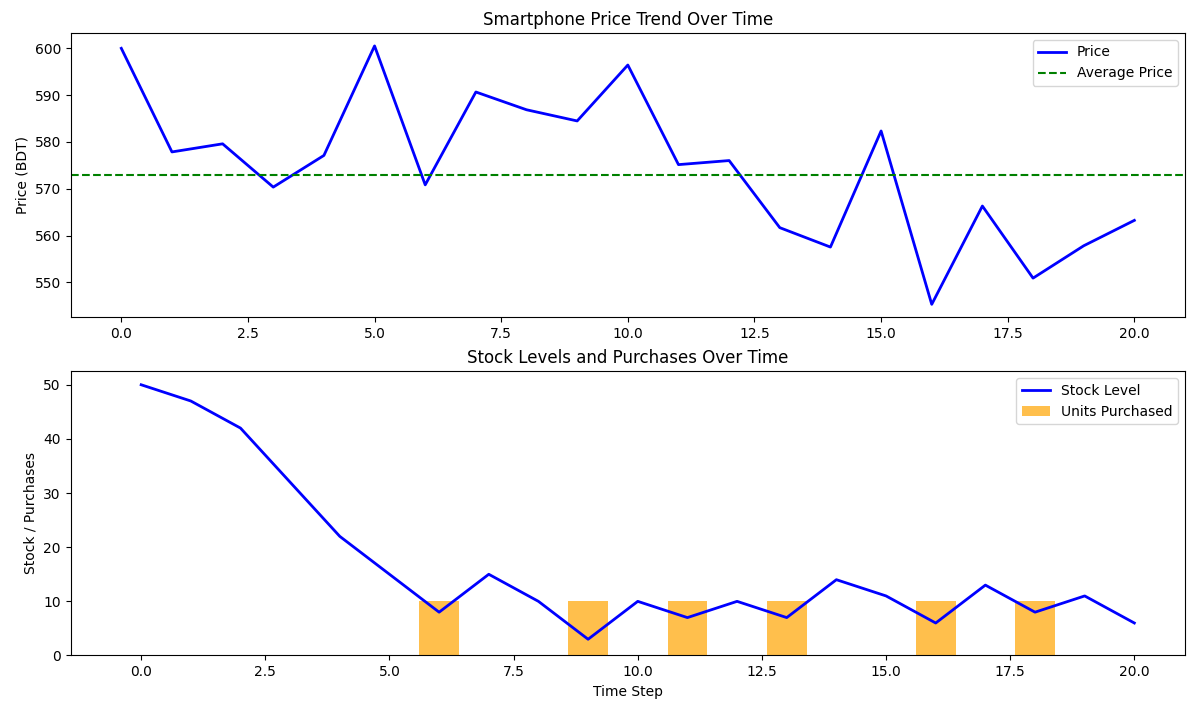 Smartphone Price Trend Over Time
Price (BDT)
600
590
580
570
560
550
Price
Average Price
0.0 2.5 5.0 7.5 10.0 12.5 15.0 17.5 20.0
Stock Levels and Purchases Over Time
Stock / Purchases
50
40
30
20
10
0
Stock Level
Units Purchased
0.0 2.5 5.0 7.5 10.0 12.5 15.0 17.5 20.0
Time Step